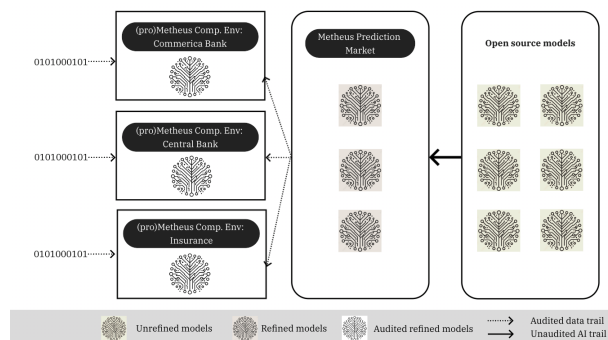 (pro)Metheus Comp. Env:
Commerica Bank
0101000101
(pro)Metheus Comp. Env:
Central Bank
0101000101
(pro)Metheus Comp. Env:
Insurance
0101000101
Metheus Prediction
Market
Open source models
Unrefined models
Refined models
Audited refined models
Audited data trail
Unaudited AI trail